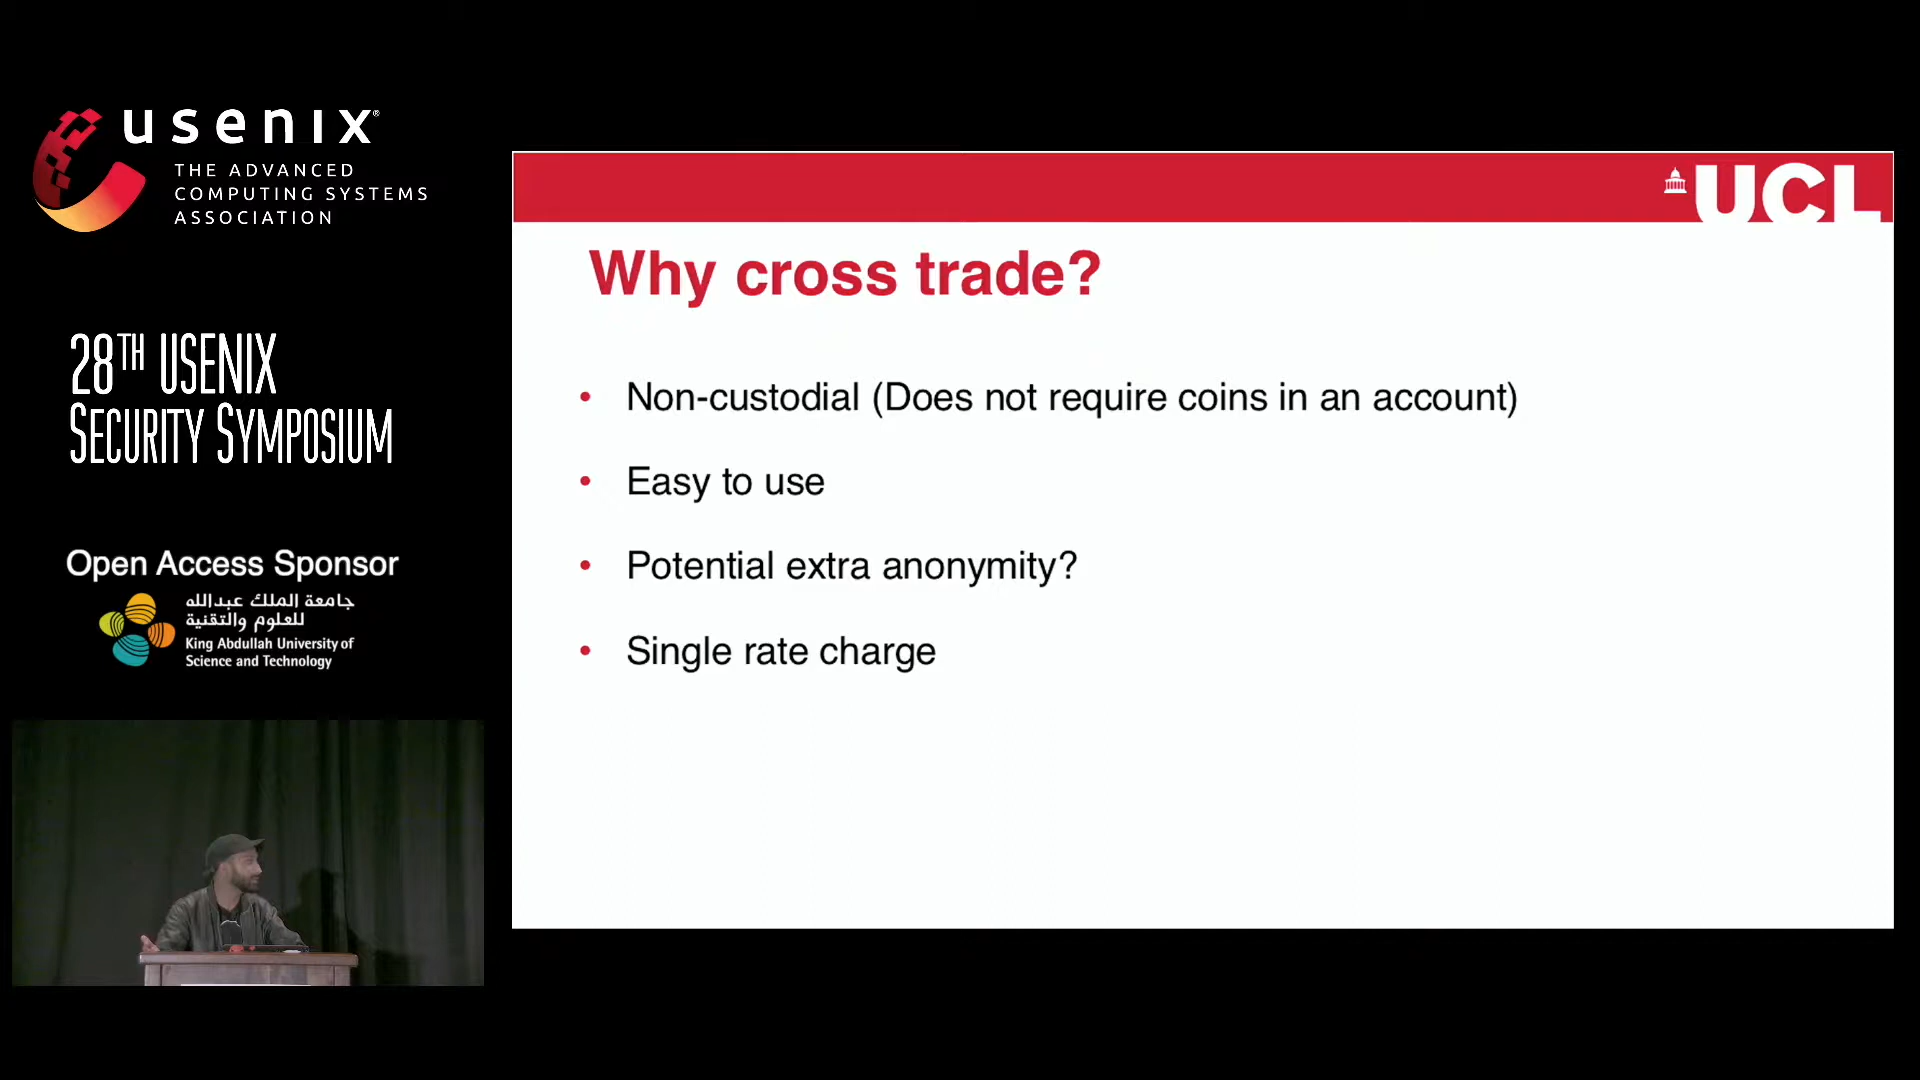 usenix®
THE ADVANCED
COMPUTING SYSTEMS
ASSOCIATION
28TH USENIX
SECURITY SYMPOSIUM
Open Access Sponsor
جامعة الملك عبدالله
للعلوم والتقنية
King Abdullah University of
Science and Technology
UCL
Why cross trade?
• Non-custodial (Does not require coins in an account)
• Easy to use
• Potential extra anonymity?
• Single rate charge